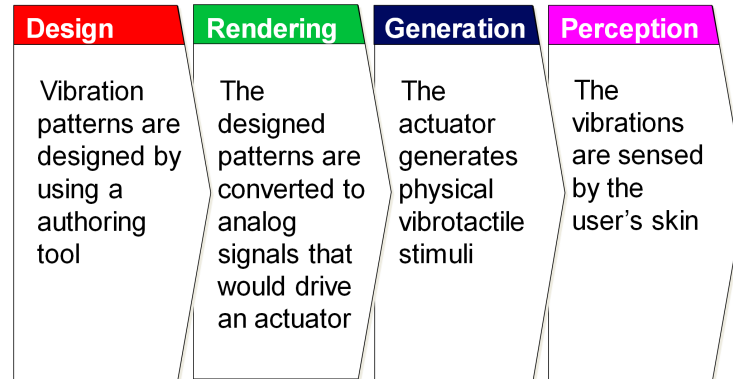 Design
Vibration
patterns are
designed by
using a
authoring
tool
Rendering
The
designed
patterns are
converted to
analog
signals that
would drive
an actuator
Generation
The
actuator
generates
physical
vibrotactile
stimuli
Perception
The
vibrations
are sensed
by the
user’s skin